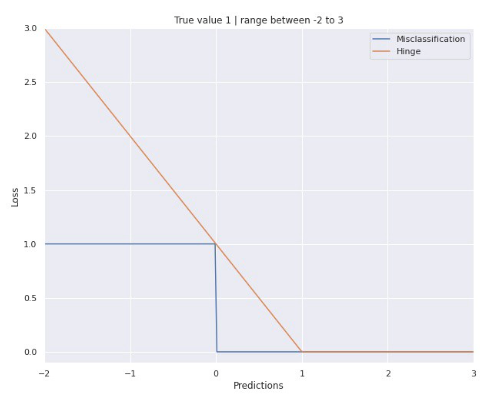 True value 1 | range between -2 to 3
Misclassification
Hinge
Loss
3.0
2.5
2.0
1.5
1.0
0.5
0.0
−2 −1 0 1 2 3
Predictions